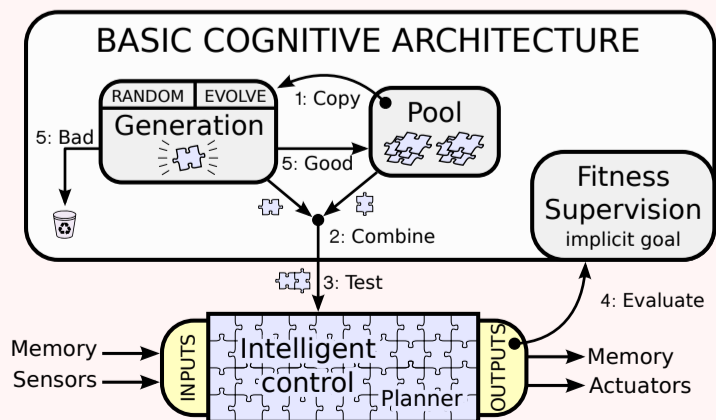 BASIC COGNITIVE ARCHITECTURE
RANDOM EVOLVE
Generation
1: Copy
Pool
5: Bad
5: Good
2: Combine
3: Test
Fitness
Supervision
implicit goal
4: Evaluate
Memory
Sensors
INPUTS
Intelligent
control
Planner
OUTPUTS
Memory
Actuators